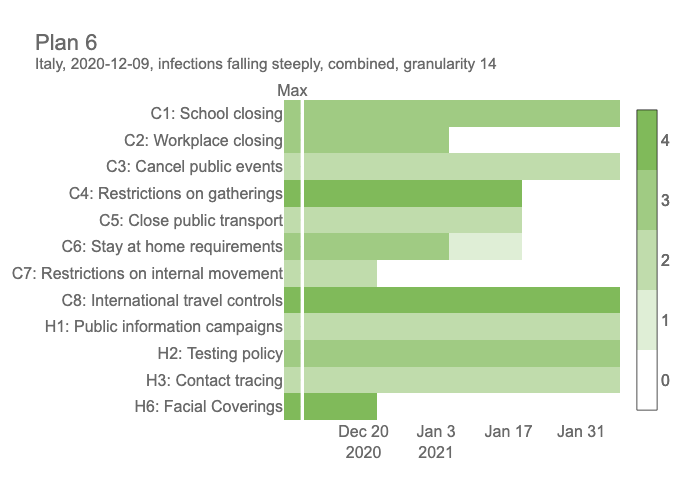 Plan 6
Italy, 2020-12-09, infections falling steeply, combined, granularity 14
Max
C1: School closing
C2: Workplace closing
C3: Cancel public events
C4: Restrictions on gatherings
C5: Close public transport
C6: Stay at home requirements
C7: Restrictions on internal movement
C8: International travel controls
H1: Public information campaigns
H2: Testing policy
H3: Contact tracing
H6: Facial Coverings
Dec 20 Jan 3 Jan 17 Jan 31
2020 2021
4
3
2
1
0